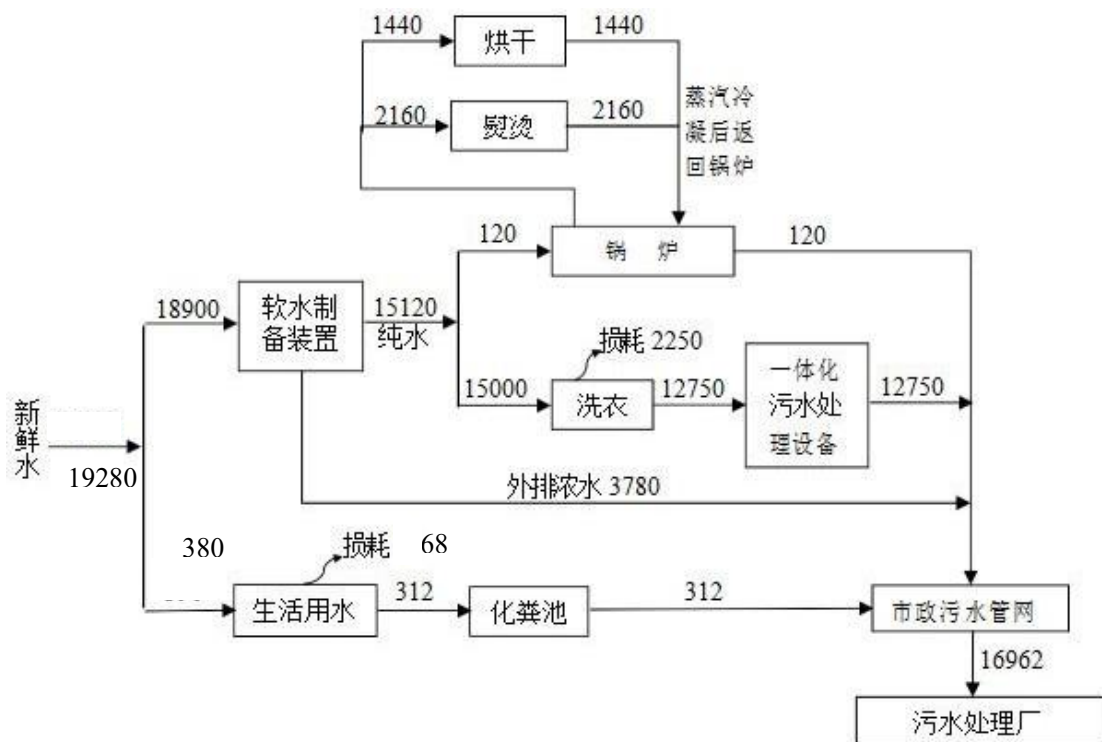 1440
烘干
1440
2160
熨烫
2160
蒸汽冷
凝后返
回锅炉
120
锅 炉
120
18900
软水制
备装置
15120
纯水
损耗 2250
15000
洗衣
12750
一体化
污水处
理设备
12750
新
鲜
水
19280
外排浓水 3780
380
损耗 68
生活用水
312
化粪池
312
市政污水管网
16962
污水处理厂